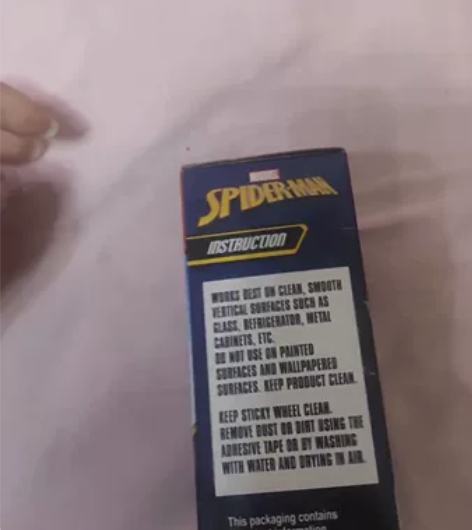 MARVEL
SPIDER-MAN
INSTRUCTION
WORKS BEST ON CLEAN, SMOOTH
VERTICAL SURFACES SUCH AS
GLASS, REFRIGERATOR, METAL
CABINETS, ETC.
DO NOT USE ON PAINTED
SURFACES AND WALLPAPERED
SURFACES. KEEP PRODUCT CLEAN.
KEEP STICKY WHEEL CLEAN.
REMOVE DUST OR DIRT USING THE
ADHESIVE TAPE OR BY WASHING
WITH WATER AND DRYING IN AIR.
This packaging contains
information